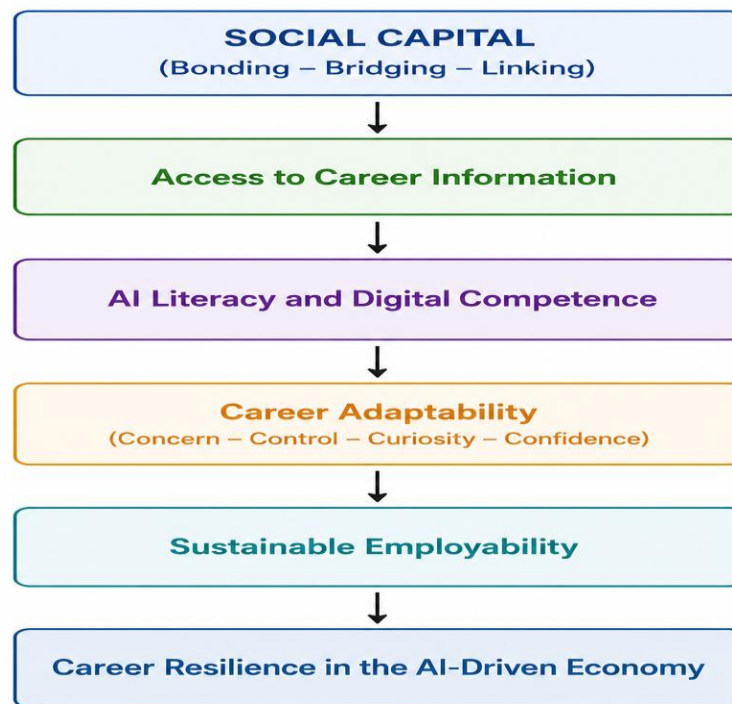 SOCIAL CAPITAL
(Bonding – Bridging – Linking)
Access to Career Information
AI Literacy and Digital Competence
Career Adaptability
(Concern – Control – Curiosity – Confidence)
Sustainable Employability
Career Resilience in the AI-Driven Economy